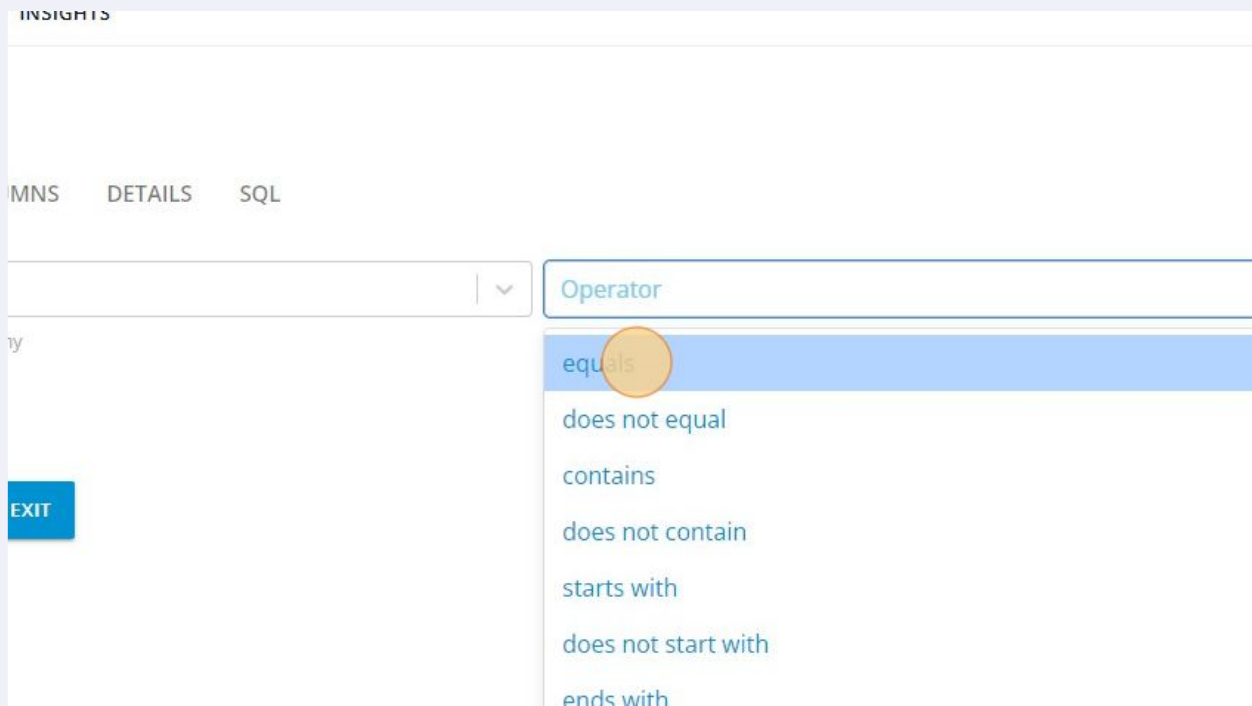 INSIGHTS
MNS DETAILS SQL
Operator
ny
equals
does not equal
EXIT
contains
does not contain
starts with
does not start with
ends with